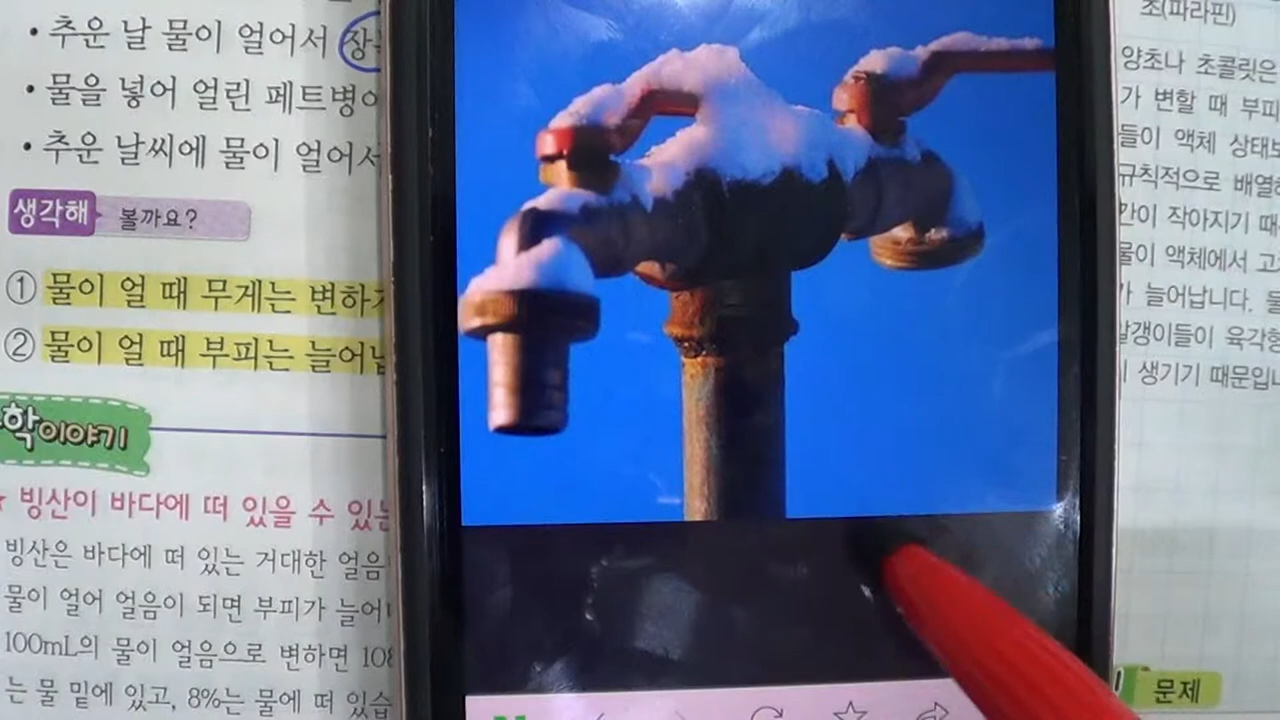 • 추운 날 물이 얼어서
• 물을 넣어 얼린 페트병
• 추운 날씨에 물이 얼어서
생각해 볼까요?
① 물이 얼 때 무게는 변하
② 물이 얼 때 부피는 늘어
학이야기
빙산이 바다에 떠 있을 수 있는
빙산은 바다에 떠 있는 거대한 얼음
물이 얼어 얼음이 되면 부피가 늘어
100mL의 물이 얼음으로 변하면 108
는 물 밑에 있고, 8%는 물에 떠 있습
초(파라핀)
양초나 초콜릿은
가 변할 때 부피
들이 액체 상태보
규칙적으로 배열
간이 작아지기 때
물이 액체에서 고
가 늘어납니다. 물
알갱이들이 육각형
생기기 때문입니
문제